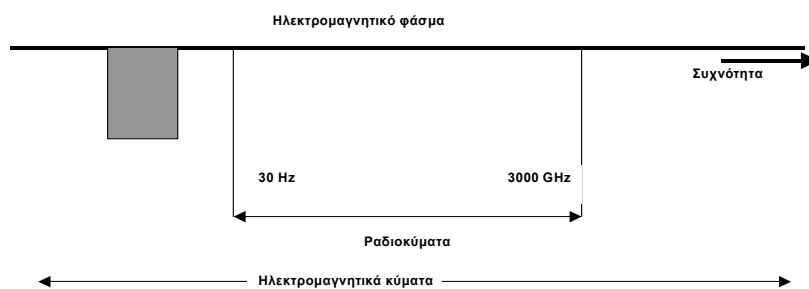 Ηλεκτρομαγνητικό φάσμα
Συχνότητα
30 Hz 3000 GHz
Ραδιοκύματα
Ηλεκτρομαγνητικά κύματα